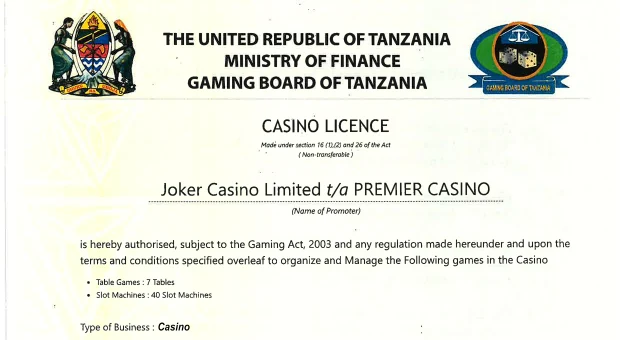 THE UNITED REPUBLIC OF TANZANIA
MINISTRY OF FINANCE
GAMING BOARD OF TANZANIA
GAMING BOARD OF TANZANIA
CASINO LICENCE
Made under section 16 (1),(2) and 26 of the Act
( Non-transferable )
Joker Casino Limited t/a PREMIER CASINO
(Name of Promoter)
is hereby authorised, subject to the Gaming Act, 2003 and any regulation made hereunder and upon the
terms and conditions specified overleaf to organize and Manage the Following games in the Casino
• Table Games : 7 Tables
• Slot Machines : 40 Slot Machines
Type of Business : Casino